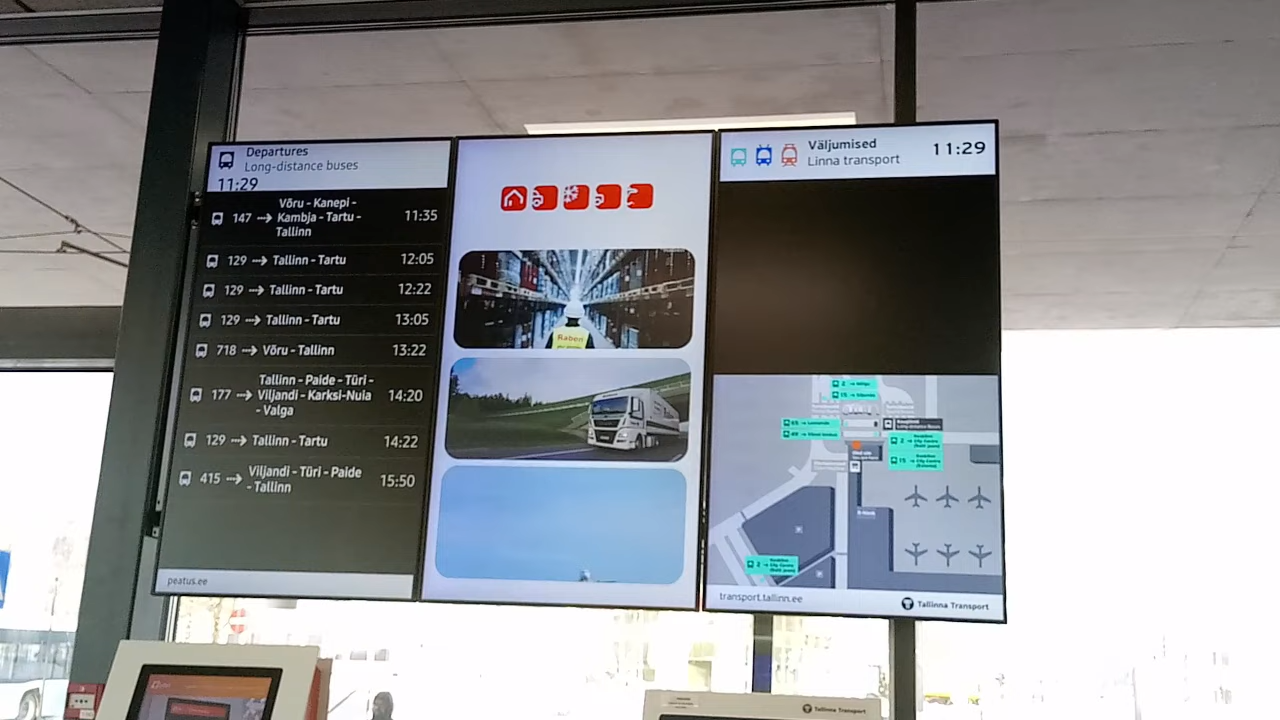 Departures
Long-distance buses
11:29
147 → Võru - Kanepi -
Kambja - Tartu -
Tallinn
11:35
129 → Tallinn - Tartu 12:05
129 → Tallinn - Tartu 12:22
129 → Tallinn - Tartu 13:05
718 → Võru - Tallinn 13:22
177 → Tallinn - Paide - Türi -
Viljandi - Karksi-Nuia
- Valga
14:20
129 → Tallinn - Tartu 14:22
415 → Viljandi - Türi - Paide
- Tallinn
15:50
peatus.ee
Raben
Väljumised
Linna transport
11:29
transport.tallinn.ee
Tallinna Transport
Tallinna Transport